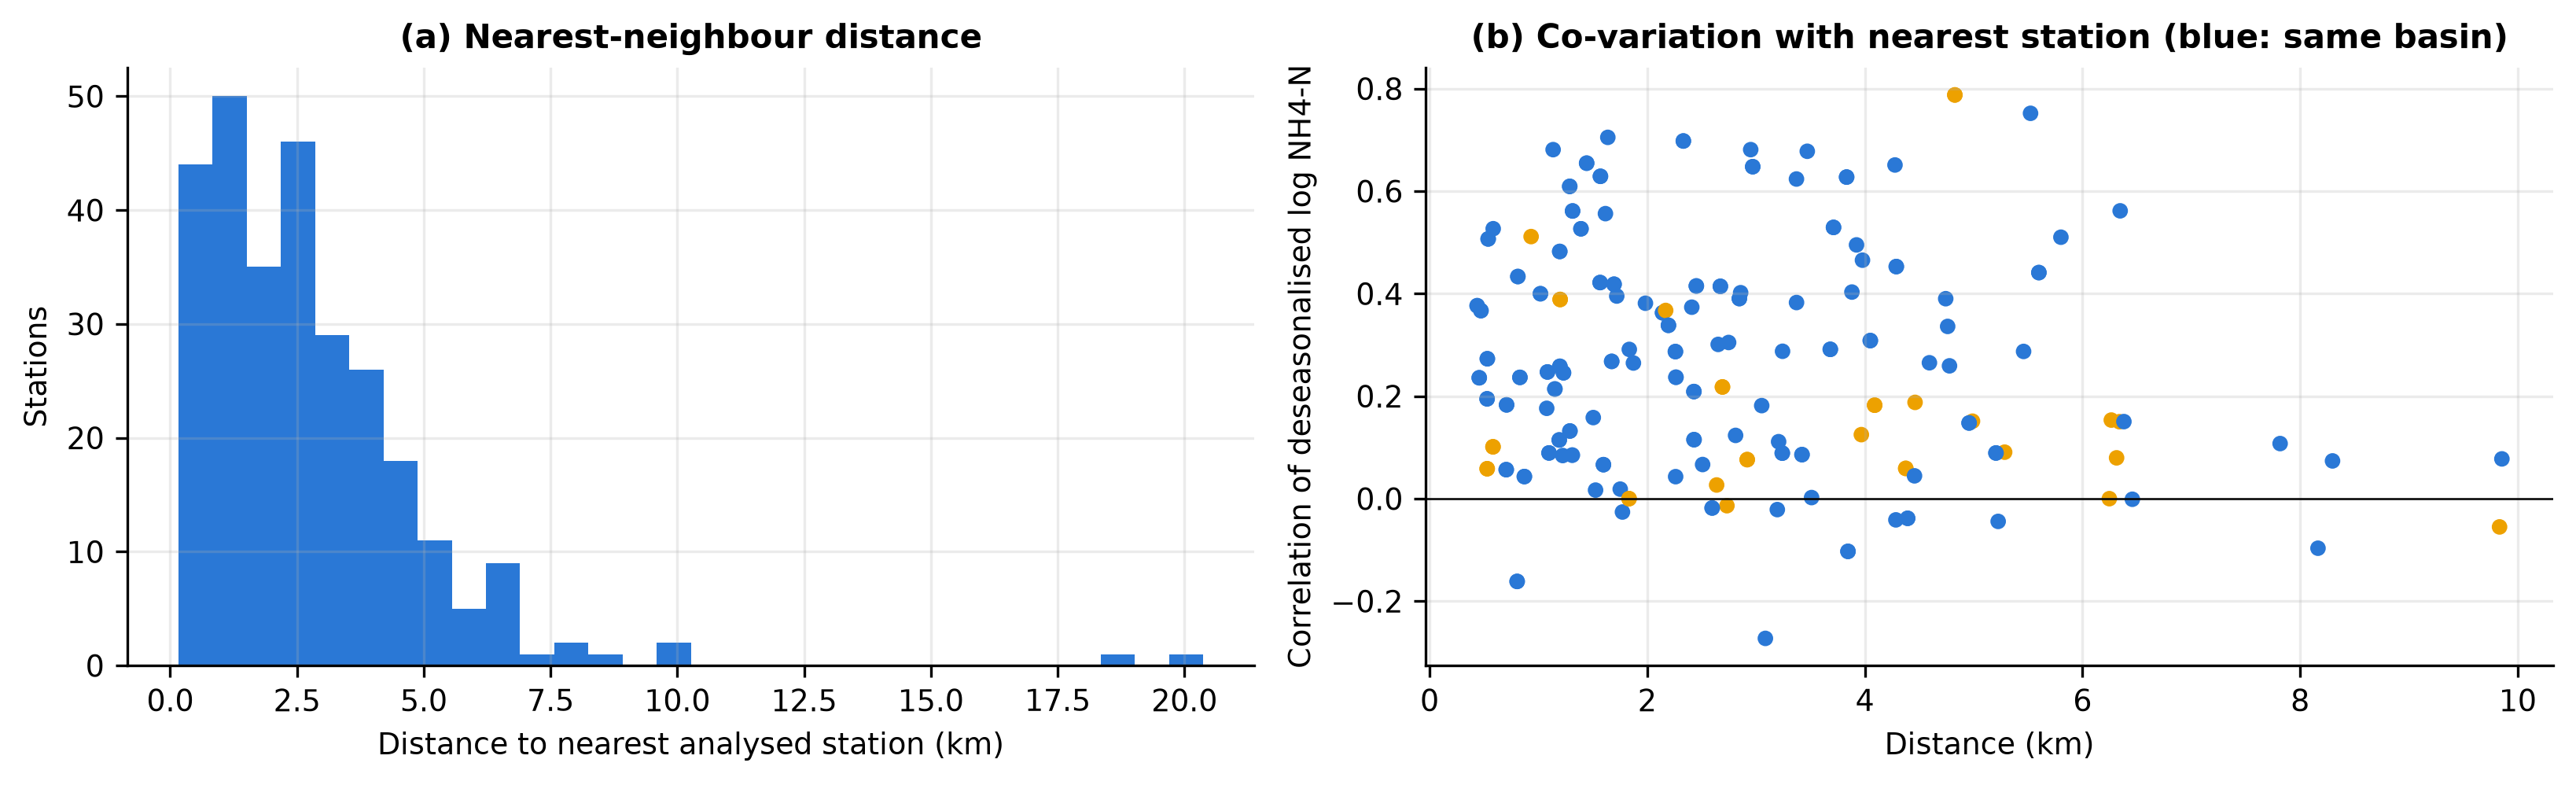 (a) Nearest-neighbour distance
Stations
50
40
30
20
10
0
0.0 2.5 5.0 7.5 10.0 12.5 15.0 17.5 20.0
Distance to nearest analysed station (km)
(b) Co-variation with nearest station (blue: same basin)
Correlation of deseasonalised log NH4-N
0.8
0.6
0.4
0.2
0.0
−0.2
0 2 4 6 8 10
Distance (km)